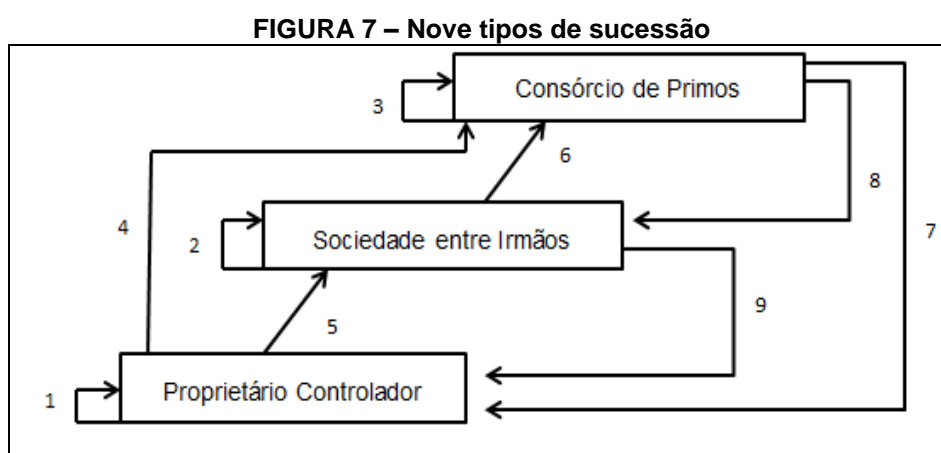 FIGURA 7 – Nove tipos de sucessão
Consórcio de Primos
3
6
8
4
2
Sociedade entre Irmãos
7
9
5
Proprietário Controlador
1